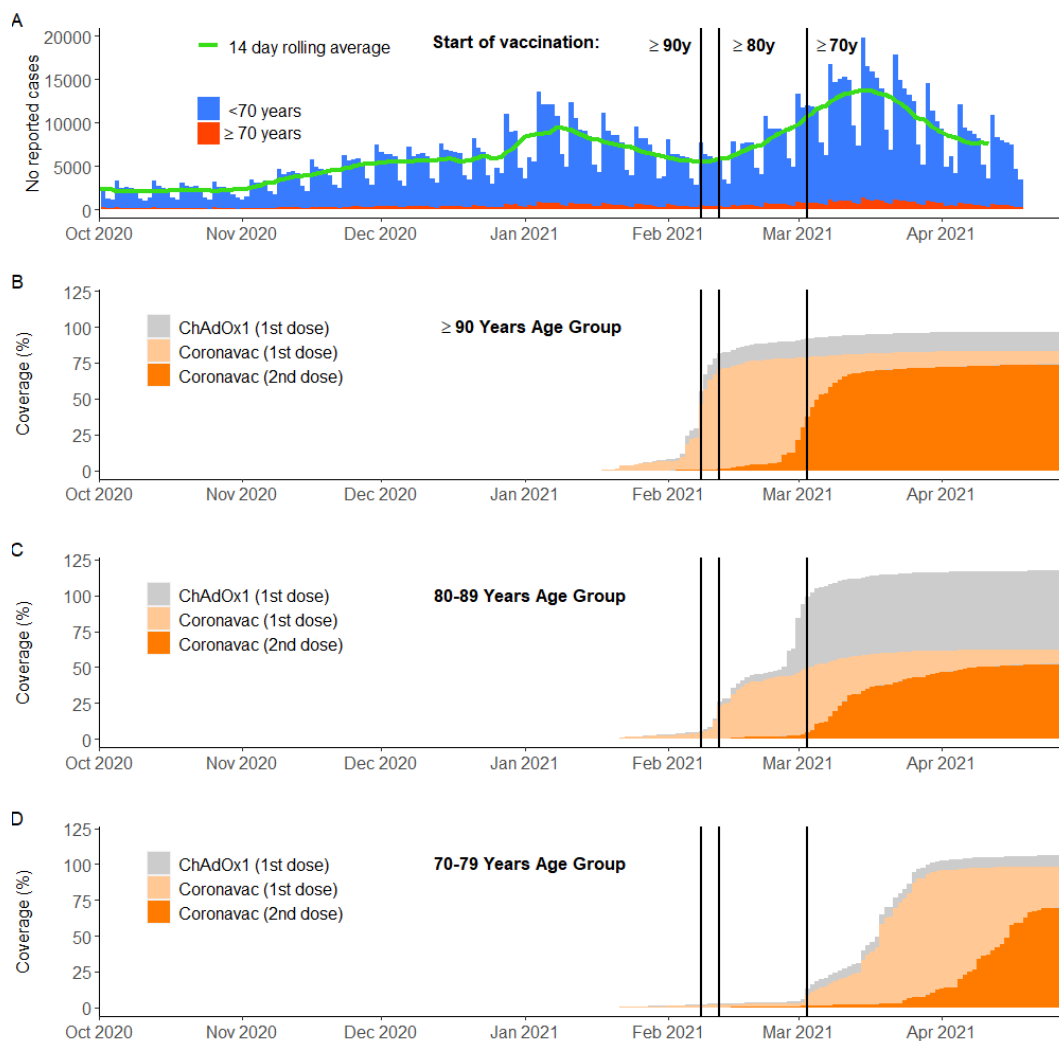 A
20000
15000
10000
5000
0
No reported cases
14 day rolling average
<70 years
≥ 70 years
Start of vaccination:
≥ 90y
≥ 80y
≥ 70y
Oct 2020 Nov 2020 Dec 2020 Jan 2021 Feb 2021 Mar 2021 Apr 2021
B
125
100
75
50
25
0
Coverage (%)
ChAdOx1 (1st dose)
Coronavac (1st dose)
Coronavac (2nd dose)
≥ 90 Years Age Group
Oct 2020 Nov 2020 Dec 2020 Jan 2021 Feb 2021 Mar 2021 Apr 2021
C
125
100
75
50
25
0
Coverage (%)
ChAdOx1 (1st dose)
Coronavac (1st dose)
Coronavac (2nd dose)
80-89 Years Age Group
Oct 2020 Nov 2020 Dec 2020 Jan 2021 Feb 2021 Mar 2021 Apr 2021
D
125
100
75
50
25
0
Coverage (%)
ChAdOx1 (1st dose)
Coronavac (1st dose)
Coronavac (2nd dose)
70-79 Years Age Group
Oct 2020 Nov 2020 Dec 2020 Jan 2021 Feb 2021 Mar 2021 Apr 2021